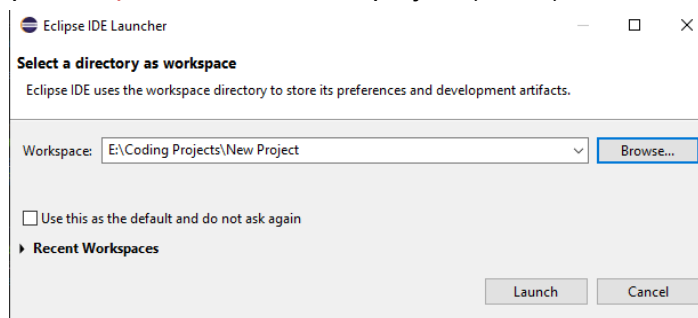 Eclipse IDE Launcher
Select a directory as workspace
Eclipse IDE uses the workspace directory to store its preferences and development artifacts.
Workspace: E:\Coding Projects\New Project Browse...
Use this as the default and do not ask again
Recent Workspaces
Launch Cancel